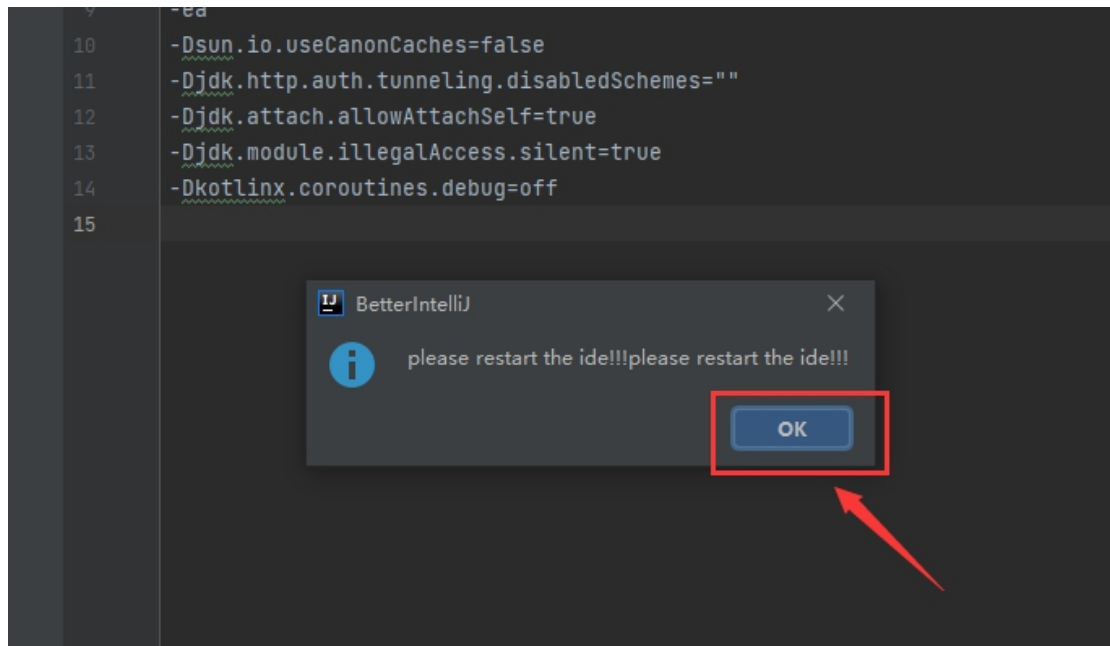 9 -ea
10 -Dsun.io.useCanonCaches=false
11 -Djdk.http.auth.tunneling.disabledSchemes=""
12 -Djdk.attach.allowAttachSelf=true
13 -Djdk.module.illegalAccess.silent=true
14 -Dkotlinx.coroutines.debug=off
15
IJ BetterIntelliJ
please restart the ide!!!please restart the ide!!!
OK